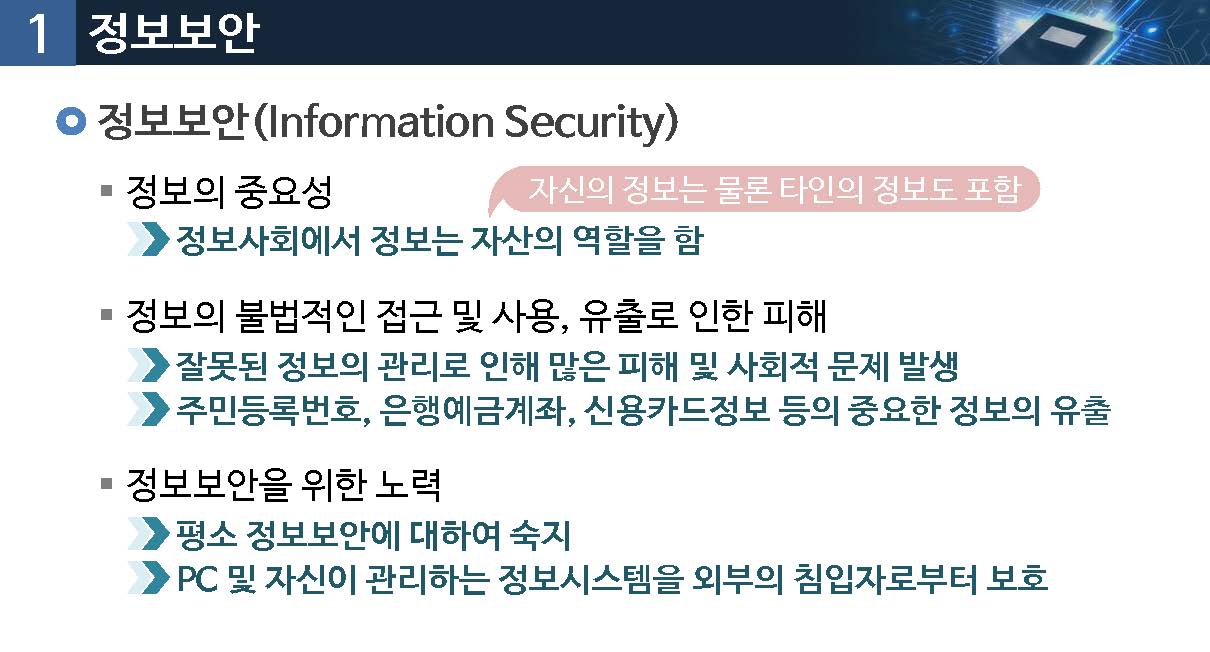 1 정보보안
정보보안(Information Security)
정보의 중요성
자신의 정보는 물론 타인의 정보도 포함
정보사회에서 정보는 자산의 역할을 함
정보의 불법적인 접근 및 사용, 유출로 인한 피해
잘못된 정보의 관리로 인해 많은 피해 및 사회적 문제 발생
주민등록번호, 은행예금계좌, 신용카드정보 등의 중요한 정보의 유출
정보보안을 위한 노력
평소 정보보안에 대하여 숙지
PC 및 자신이 관리하는 정보시스템을 외부의 침입자로부터 보호